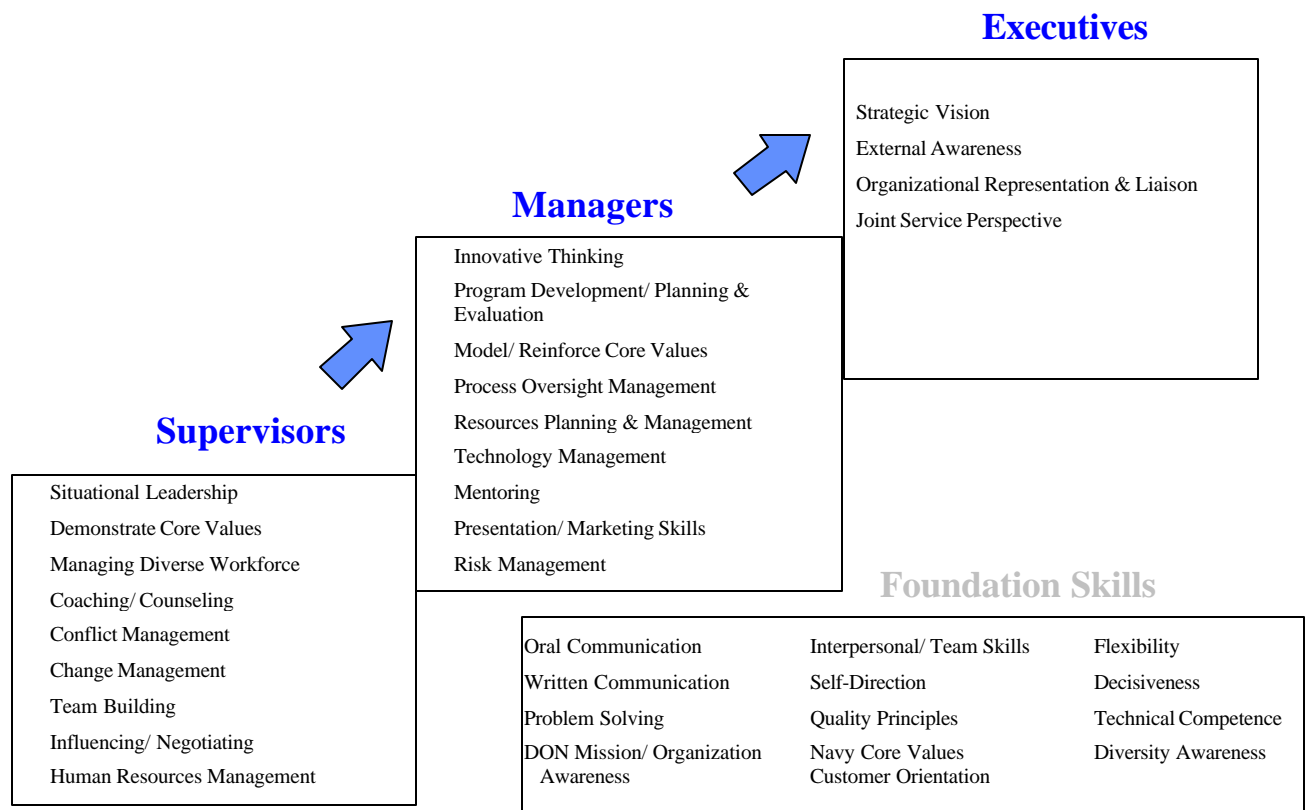 Executives
Strategic Vision
External Awareness
Organizational Representation & Liaison
Joint Service Perspective
Managers
Innovative Thinking
Program Development/ Planning &
Evaluation
Model/ Reinforce Core Values
Process Oversight Management
Resources Planning & Management
Technology Management
Mentoring
Presentation/ Marketing Skills
Risk Management
Supervisors
Situational Leadership
Demonstrate Core Values
Managing Diverse Workforce
Coaching/ Counseling
Conflict Management
Change Management
Team Building
Influencing/ Negotiating
Human Resources Management
Foundation Skills
Oral Communication
Written Communication
Problem Solving
DON Mission/ Organization
Awareness
Interpersonal/ Team Skills
Self-Direction
Quality Principles
Navy Core Values
Customer Orientation
Flexibility
Decisiveness
Technical Competence
Diversity Awareness